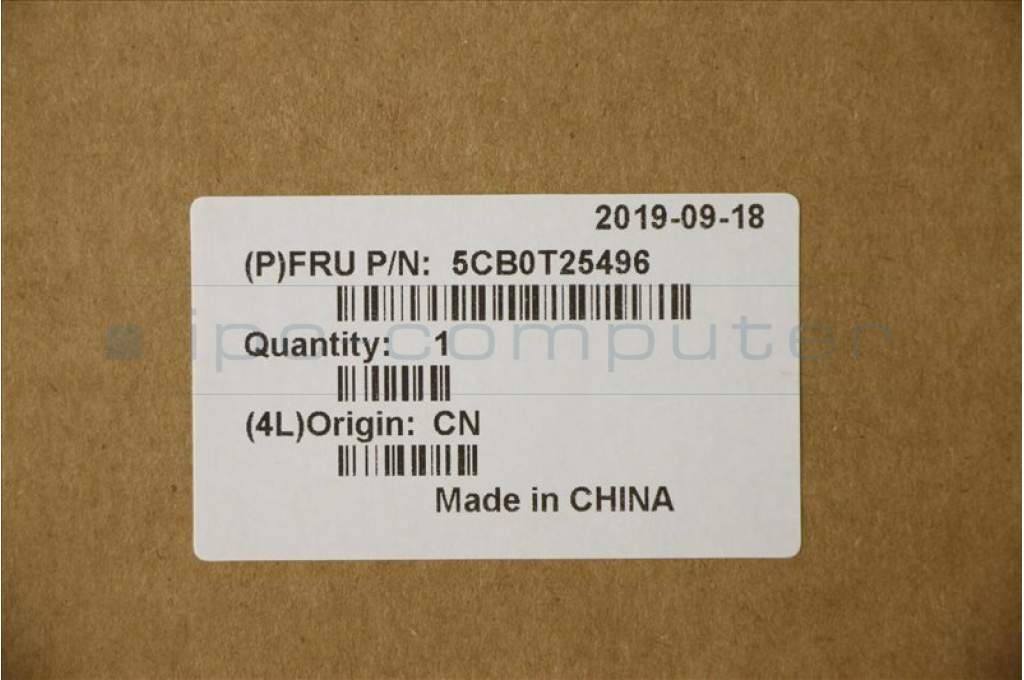 2019-09-18
(P)FRU P/N: 5CB0T25496
ipc computer
Quantity: 1
(4L)Origin: CN
Made in CHINA